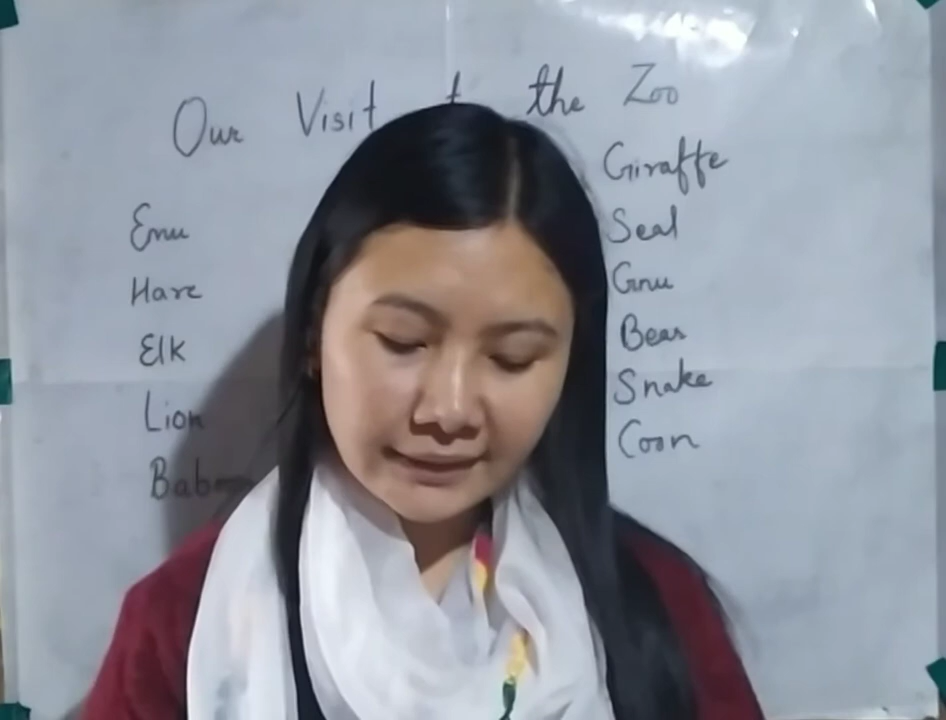 Our Visit t the Zoo
Emu
Hare
Elk
Lion
Giraffe
Seal
Gnu
Bear
Snake
Coon